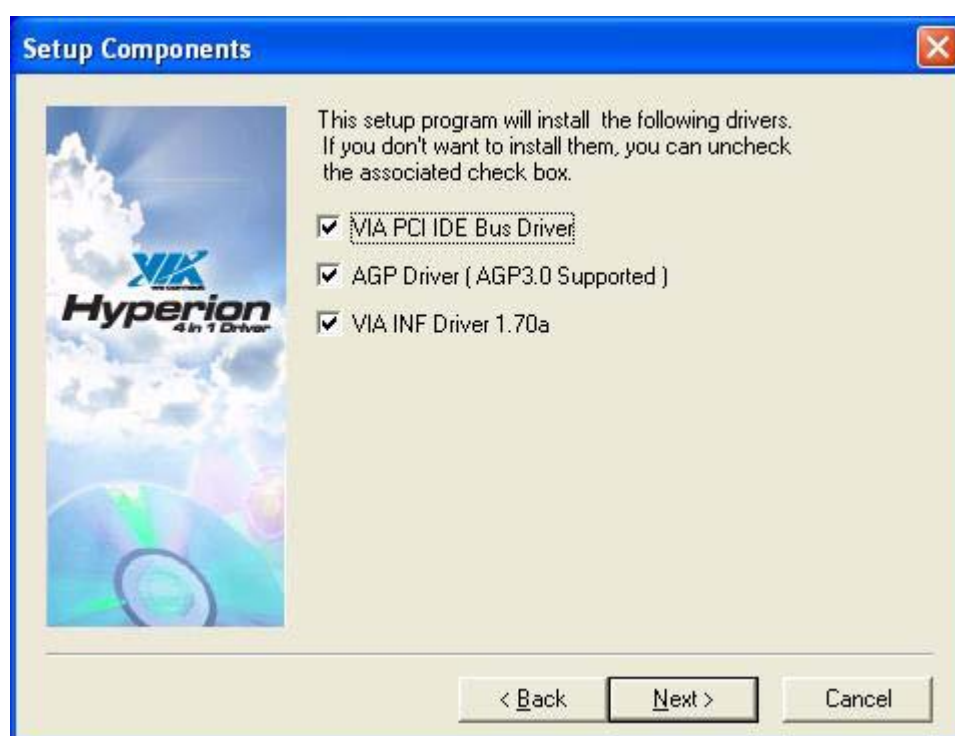 Setup Components
This setup program will install the following drivers.
If you don't want to install them, you can uncheck
the associated check box.
VIA PCI IDE Bus Driver
AGP Driver ( AGP3.0 Supported )
VIA INF Driver 1.70a
VIA
Hyperion
4 in 1 Driver
< Back
Next >
Cancel